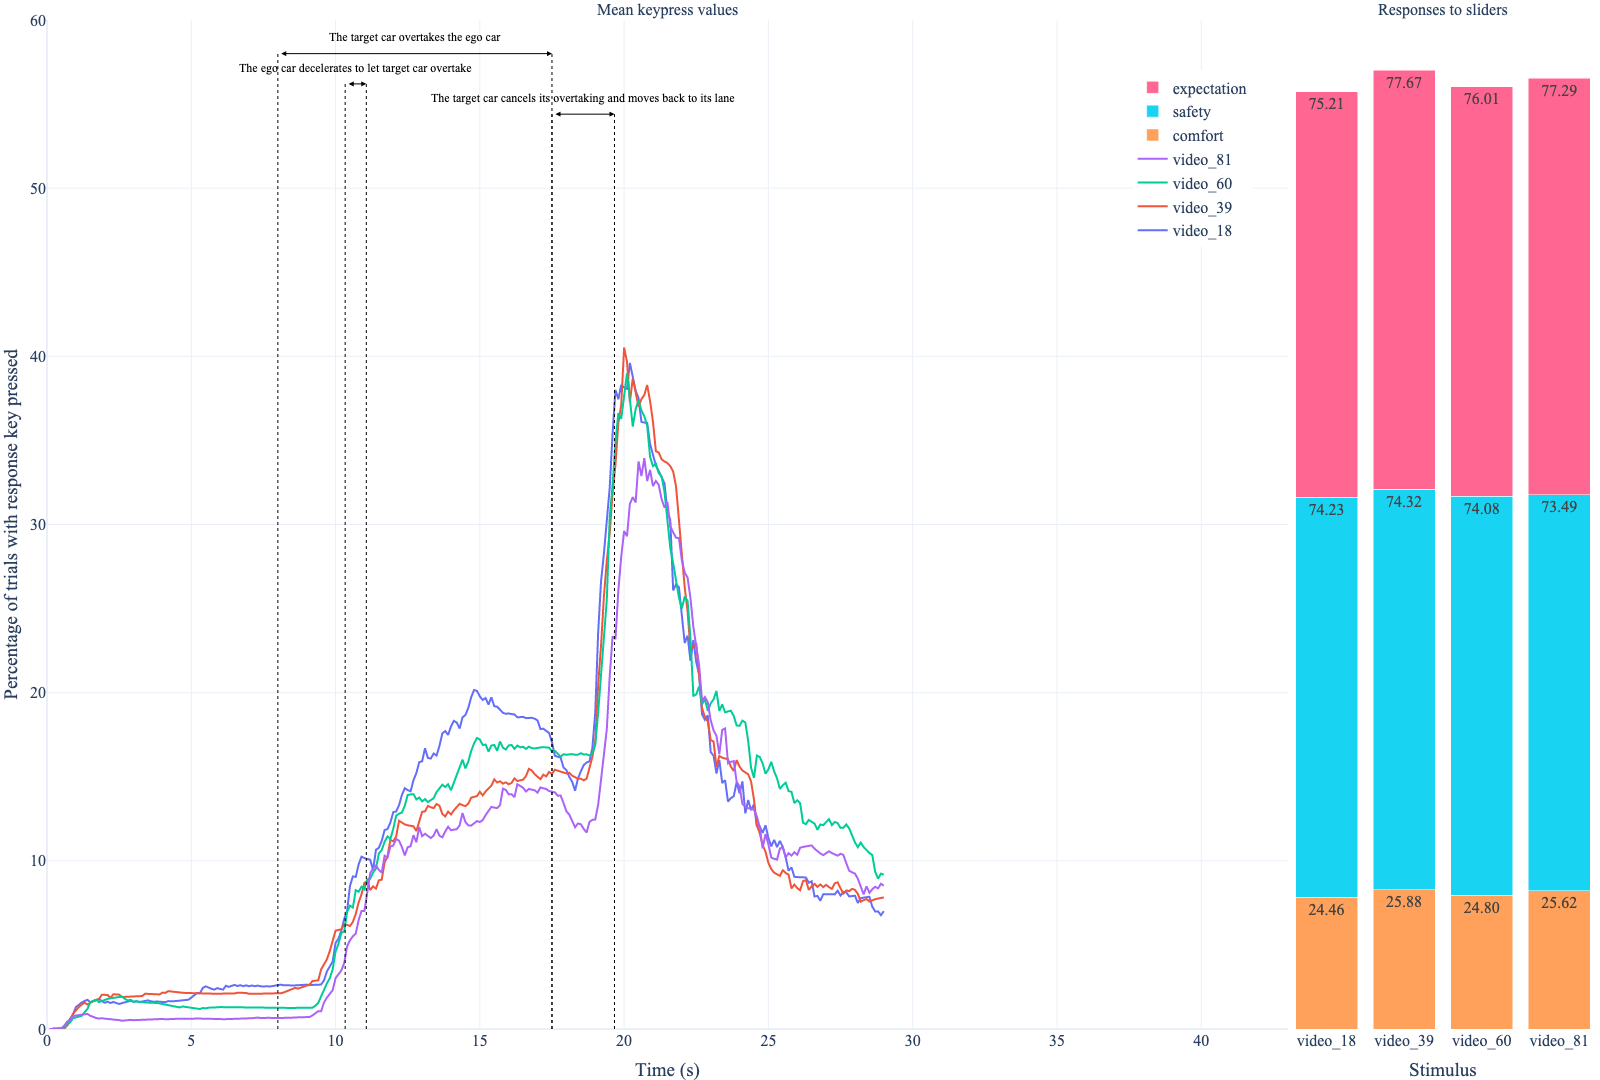 Mean keypress values
Responses to sliders
60
50
40
30
20
10
0
Percentage of trials with response key pressed
The target car overtakes the ego car
The ego car decelerates to let target car overtake
The target car cancels its overtaking and moves back to its lane
expectation
safety
comfort
video_81
video_60
video_39
video_18
0 5 10 15 20 25 30 35 40
Time (s)
75.21 77.67 76.01 77.29
74.23 74.32 74.08 73.49
24.46 25.88 24.80 25.62
video_18 video_39 video_60 video_81
Stimulus